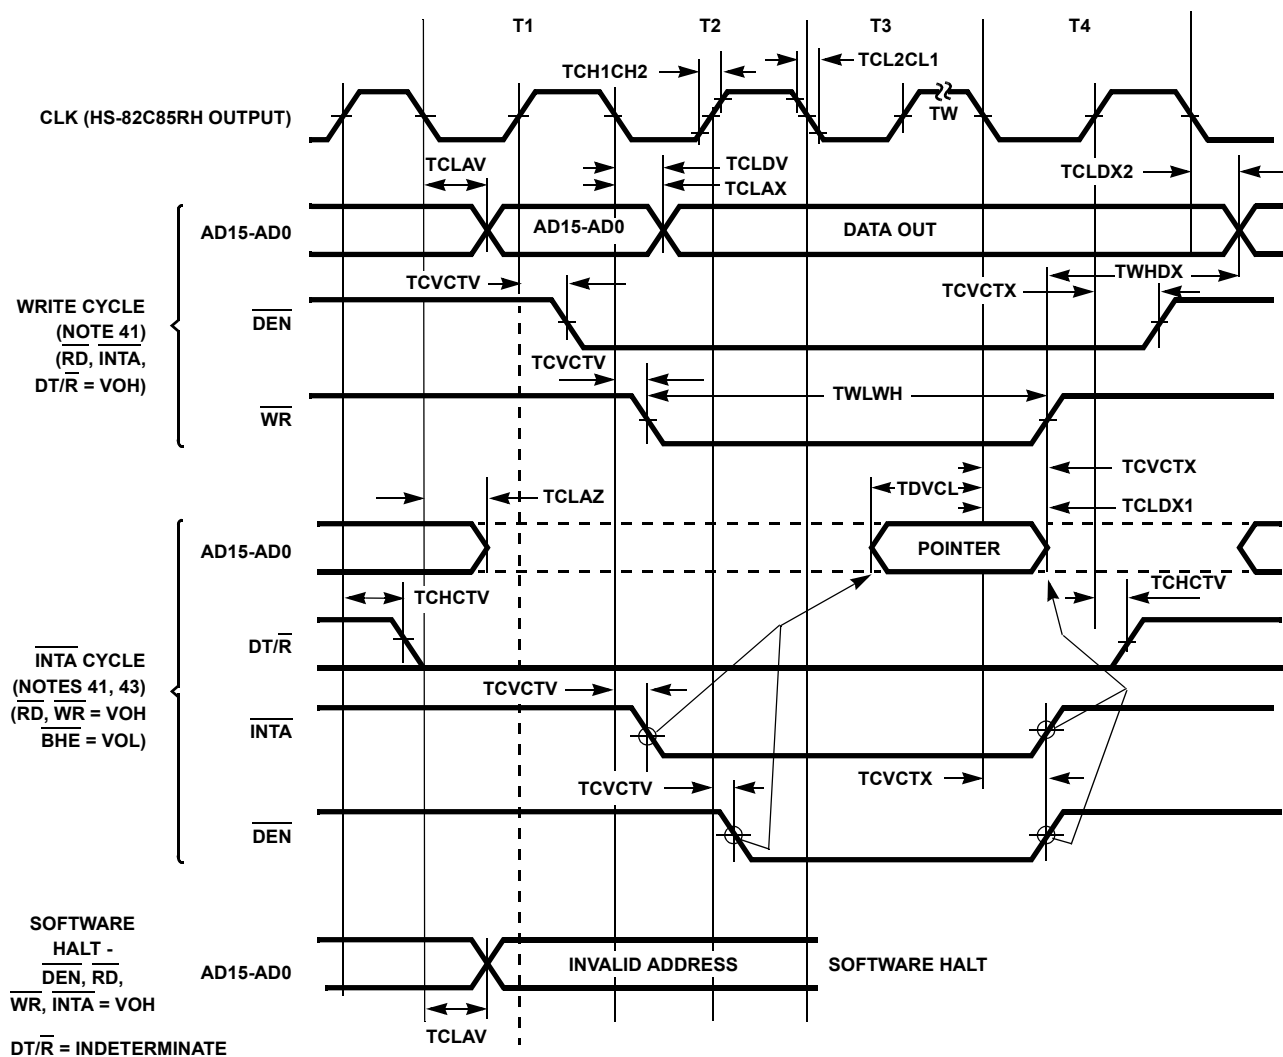 T1
T2
T3
T4
TCH1CH2
TCL2CL1
CLK (HS-82C85RH OUTPUT)
TW
TCLAV
TCLDV
TCLAX
TCLDX2
AD15-AD0
AD15-AD0
DATA OUT
TCVCTV
TCVCTX
TWHDX
WRITE CYCLE
(NOTE 41)
(RD, INTA,
DT/R = VOH)
DEN
TCVCTV
TWLWH
WR
TCLAZ
TDVCL
TCVCTX
TCLDX1
AD15-AD0
POINTER
TCHCTV
TCHCTV
DT/R
INTA CYCLE
(NOTES 41, 43)
(RD, WR = VOH
BHE = VOL)
TCVCTV
INTA
TCVCTV
TCVCTX
DEN
SOFTWARE
HALT -
DEN, RD,
WR, INTA = VOH
DT/R = INDETERMINATE
AD15-AD0
INVALID ADDRESS
SOFTWARE HALT
TCLAV